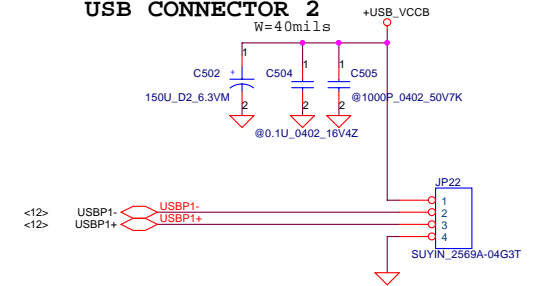 USB CONNECTOR 2
+USB_VCCB
W=40mils
1
1
1
C502
+
C504
C505
150U_D2_6.3VM
@1000P_0402_50V7K
2
2
2
@0.1U_0402_16V4Z
JP22
<12> USBP1- USBP1-
<12> USBP1+ USBP1+
1
2
3
4
SUYIN_2569A-04G3T